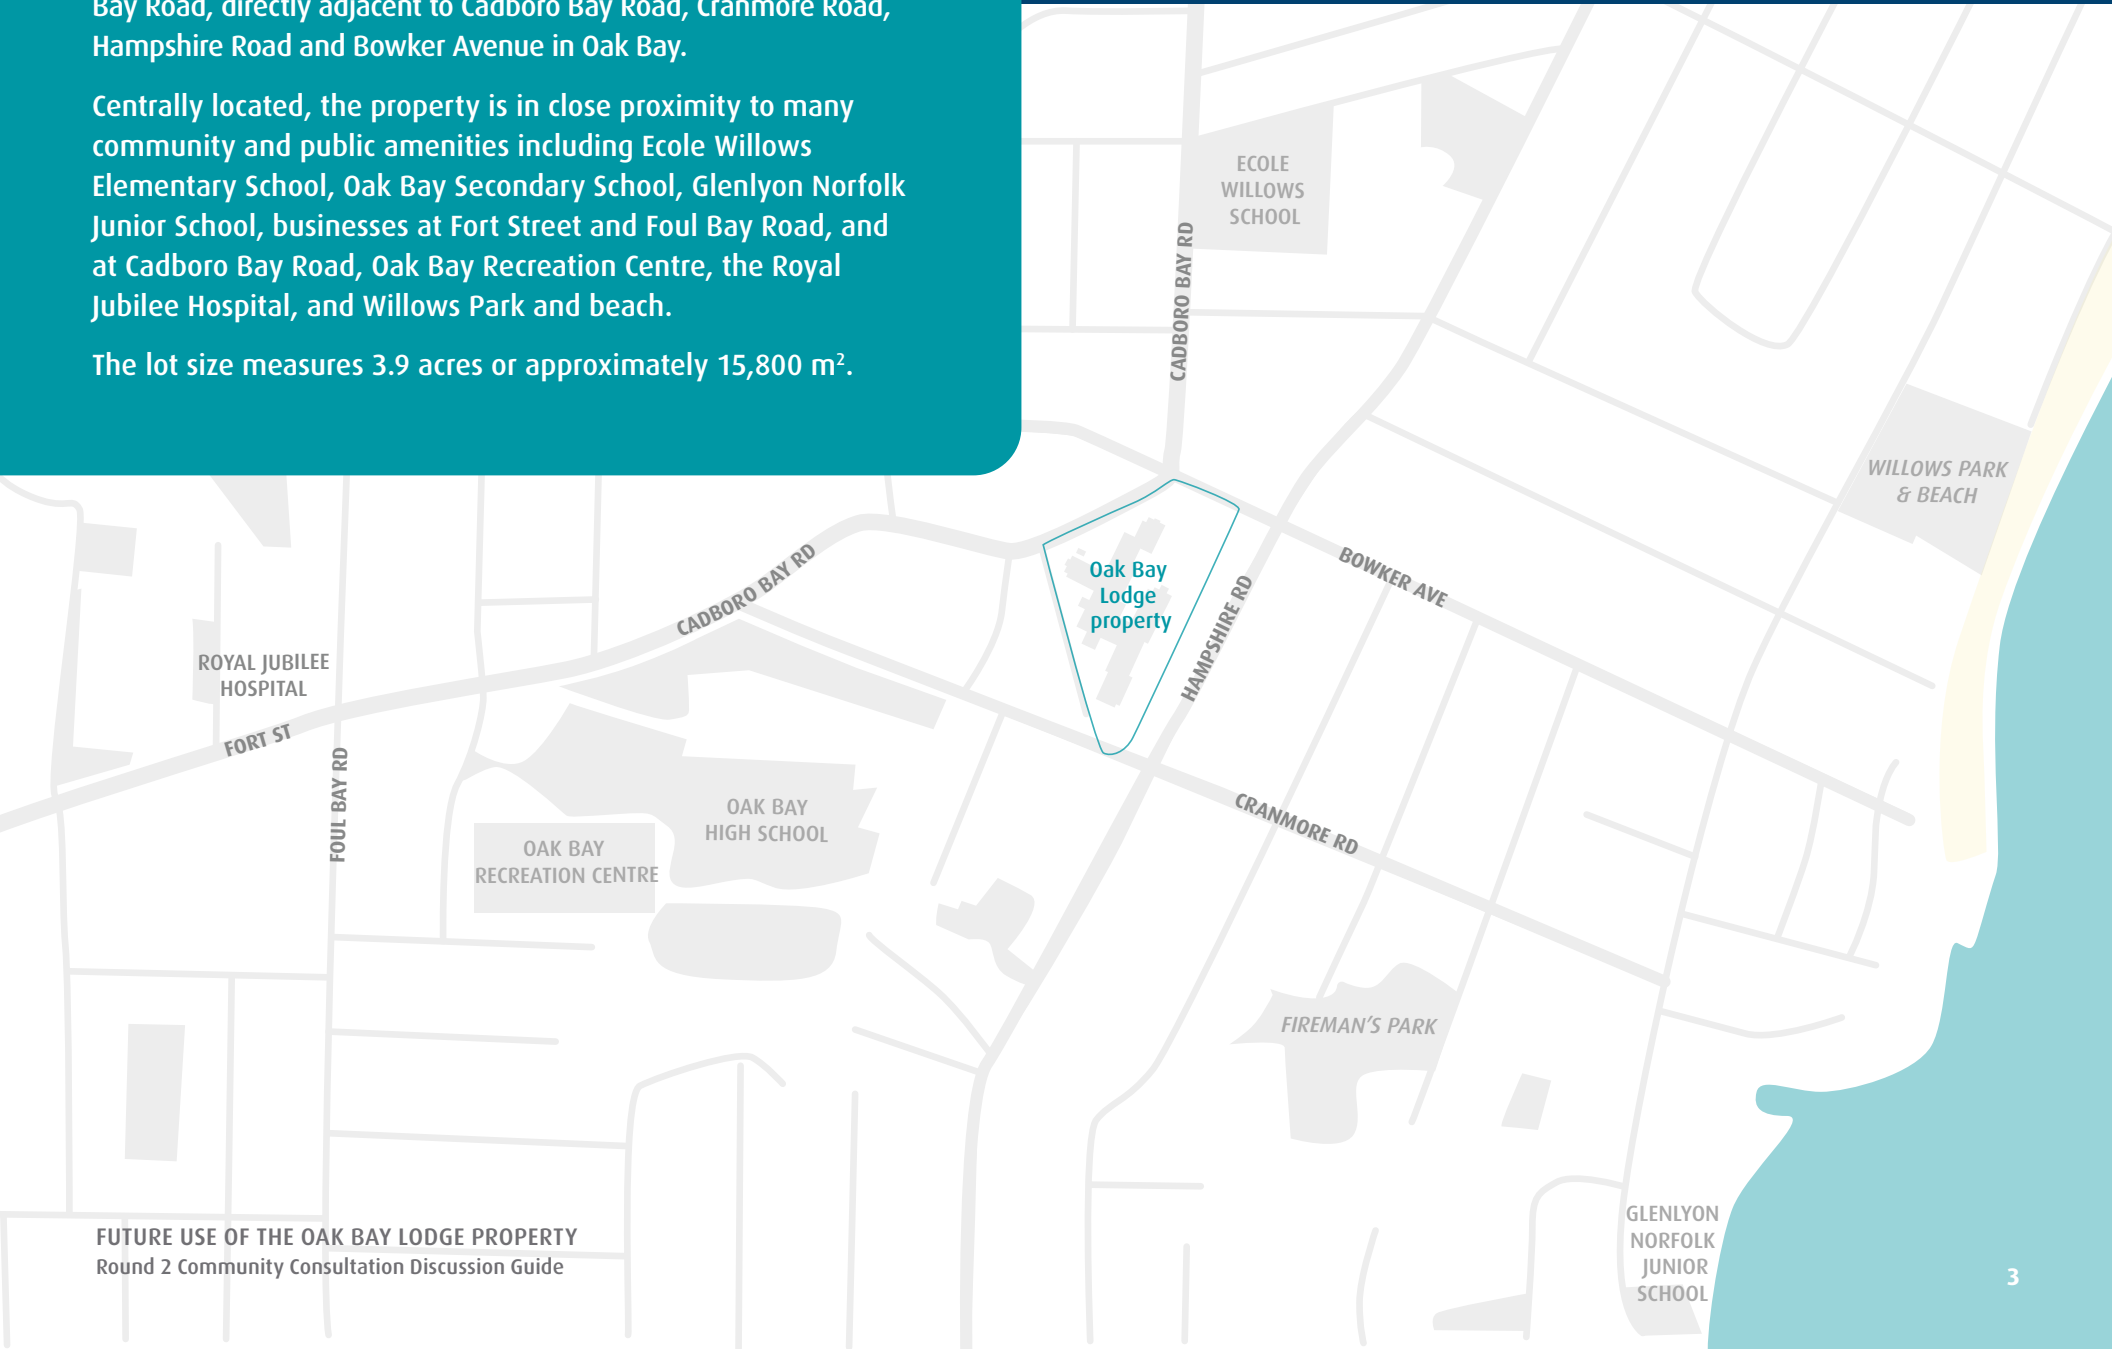 Bay Road, directly adjacent to Cadboro Bay Road, Cranmore Road,
Hampshire Road and Bowker Avenue in Oak Bay.
Centrally located, the property is in close proximity to many
community and public amenities including Ecole Willows
Elementary School, Oak Bay Secondary School, Glenlyon Norfolk
Junior School, businesses at Fort Street and Foul Bay Road, and
at Cadboro Bay Road, Oak Bay Recreation Centre, the Royal
Jubilee Hospital, and Willows Park and beach.
The lot size measures 3.9 acres or approximately 15,800 m².
ECOLE
WILLOWS
SCHOOL
CADBORO BAY RD
WILLOWS PARK
& BEACH
CADBORO BAY RD
Oak Bay
Lodge
property
BOWKER AVE
HAMPSHIRE RD
ROYAL JUBILEE
HOSPITAL
FORT ST
FOUL BAY RD
OAK BAY
HIGH SCHOOL
OAK BAY
RECREATION CENTRE
CRANMORE RD
FIREMAN'S PARK
GLENLYON
NORFOLK
JUNIOR
SCHOOL
FUTURE USE OF THE OAK BAY LODGE PROPERTY
Round 2 Community Consultation Discussion Guide
3